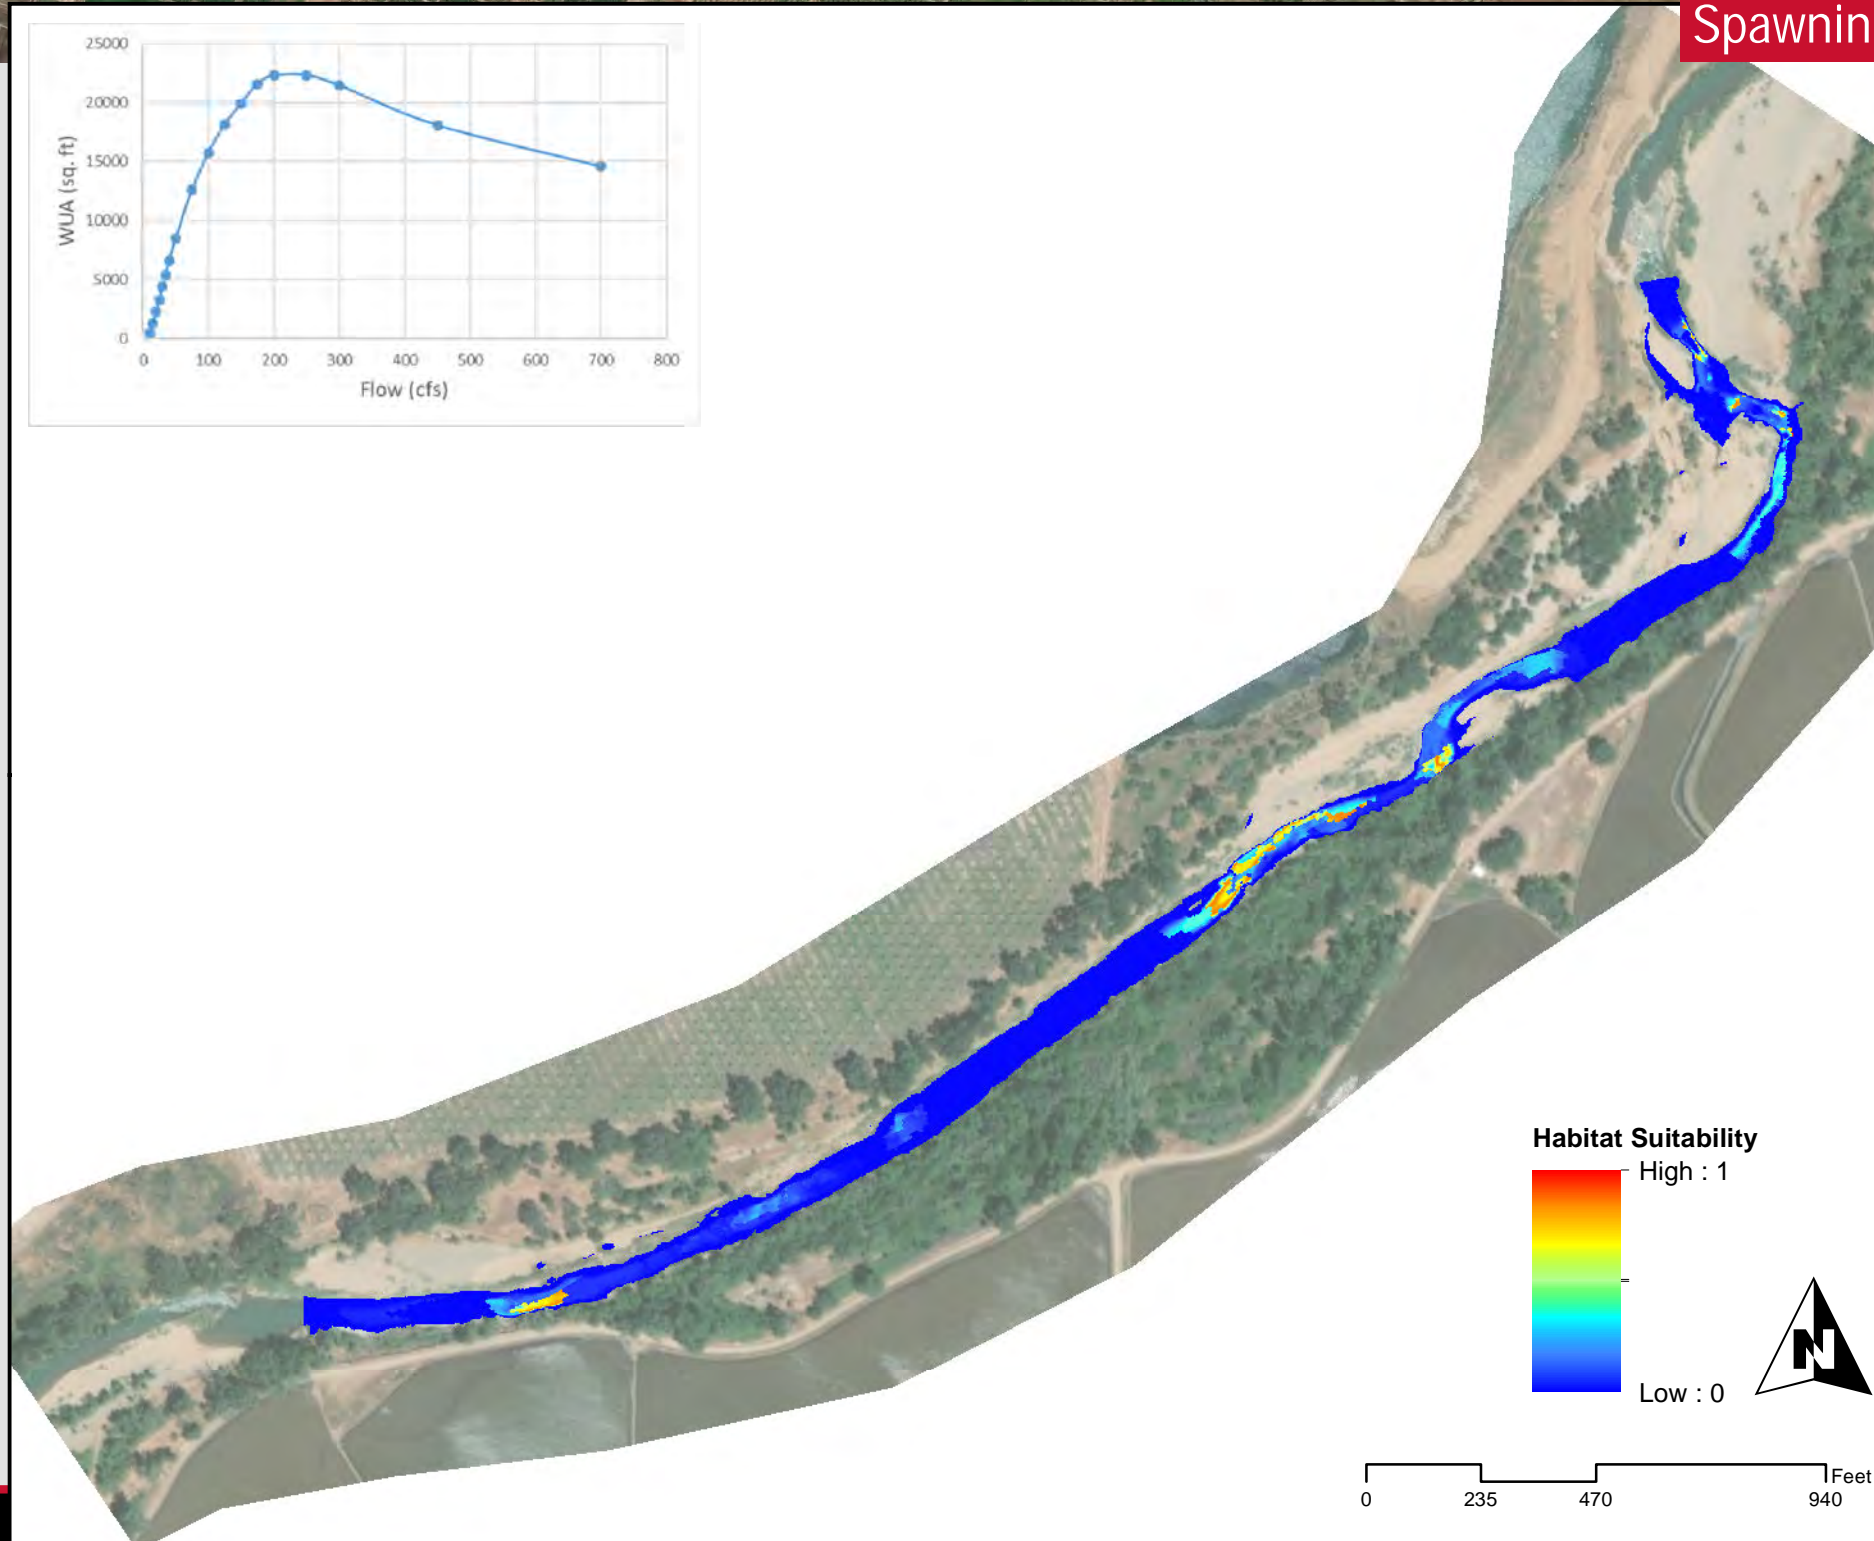 Spawnin
25000
20000
15000
10000
5000
0
WUA (sq. ft)
0 100 200 300 400 500 600 700 800
Flow (cfs)
Habitat Suitability
High : 1
Low : 0
N
Feet
0 235 470 940